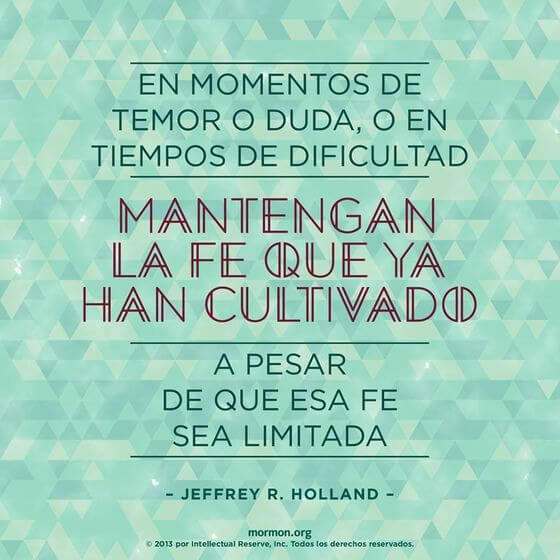 EN MOMENTOS DE
TEMOR O DUDA, O EN
TIEMPOS DE DIFICULTAD
MANTENGAN
LA FE QUE YA
HAN CULTIVADO
A PESAR
DE QUE ESA FE
SEA LIMITADA
– JEFFREY R. HOLLAND –
mormon.org
© 2013 por Intellectual Reserve, Inc. Todos los derechos reservados.